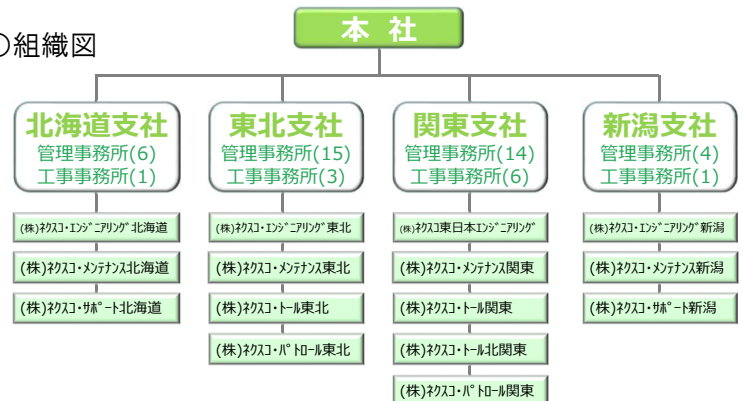 ○組織図
本 社
北海道支社
管理事務所(6)
工事事務所(1)
(株)ﾈｸｽｺ・ｴﾝｼﾞﾆｱﾘﾝｸﾞ北海道
(株)ﾈｸｽｺ・ﾒﾝﾃﾅﾝｽ北海道
(株)ﾈｸｽｺ・ｻﾎﾟｰﾄ北海道
東北支社
管理事務所(15)
工事事務所(3)
(株)ﾈｸｽｺ・ｴﾝｼﾞﾆｱﾘﾝｸﾞ東北
(株)ﾈｸｽｺ・ﾒﾝﾃﾅﾝｽ東北
(株)ﾈｸｽｺ・ﾄｰﾙ東北
(株)ﾈｸｽｺ・ﾊﾟﾄﾛｰﾙ東北
関東支社
管理事務所(14)
工事事務所(6)
(株)ﾈｸｽｺ東日本ｴﾝｼﾞﾆｱﾘﾝｸﾞ
(株)ﾈｸｽｺ・ﾒﾝﾃﾅﾝｽ関東
(株)ﾈｸｽｺ・ﾄｰﾙ関東
(株)ﾈｸｽｺ・ﾄｰﾙ北関東
(株)ﾈｸｽｺ・ﾊﾟﾄﾛｰﾙ関東
新潟支社
管理事務所(4)
工事事務所(1)
(株)ﾈｸｽｺ・ｴﾝｼﾞﾆｱﾘﾝｸﾞ新潟
(株)ﾈｸｽｺ・ﾒﾝﾃﾅﾝｽ新潟
(株)ﾈｸｽｺ・ｻﾎﾟｰﾄ新潟